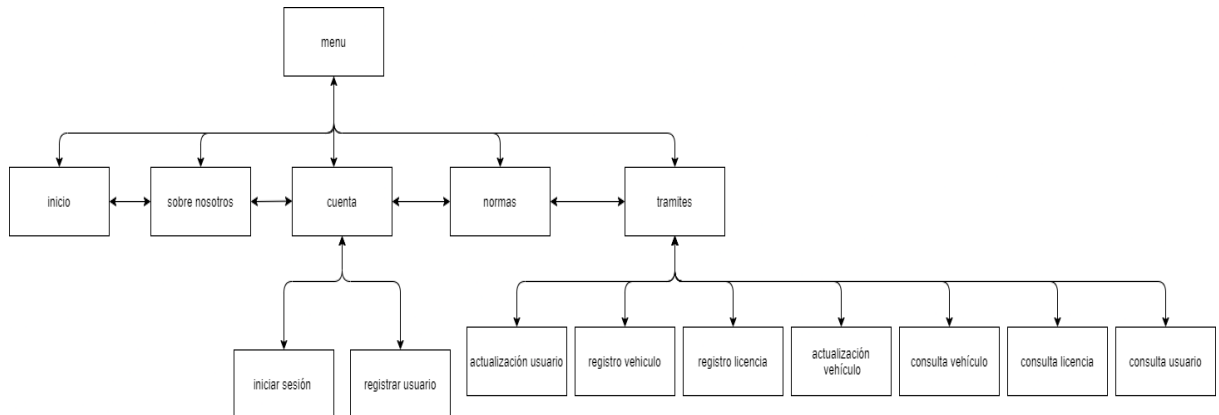 menu
inicio
sobre nosotros
cuenta
normas
tramites
actualización usuario
registro vehiculo
registro licencia
actualización
vehículo
consulta vehículo
consulta licencia
consulta usuario
iniciar sesión
registrar usuario